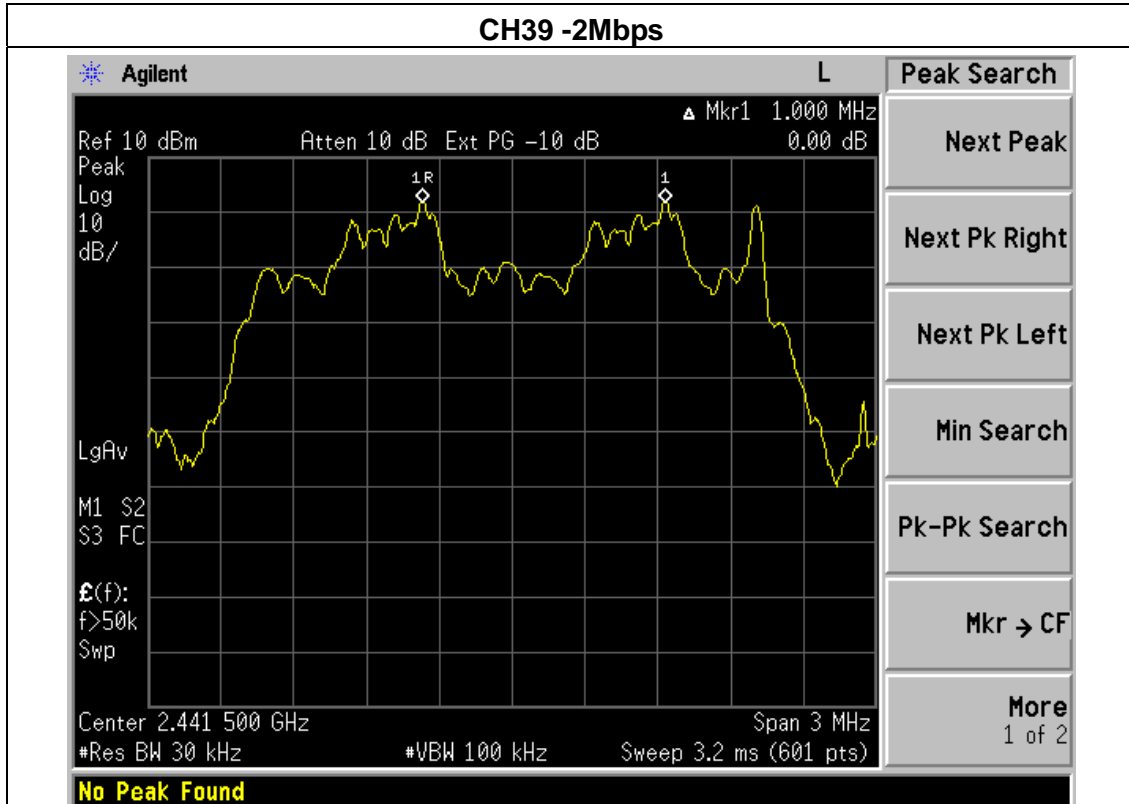 CH39 -2Mbps
Agilent L Peak Search
Δ Mkr1 1.000 MHz
Ref 10 dBm Atten 10 dB Ext PG -10 dB 0.00 dB
Peak
Log
10
dB/
1R 1
LgAv
M1 S2
S3 FC
£(f):
f>50k
Swp
Center 2.441 500 GHz Span 3 MHz
#Res BW 30 kHz #VBW 100 kHz Sweep 3.2 ms (601 pts)
No Peak Found
Next Peak
Next Pk Right
Next Pk Left
Min Search
Pk-Pk Search
Mkr → CF
More
1 of 2